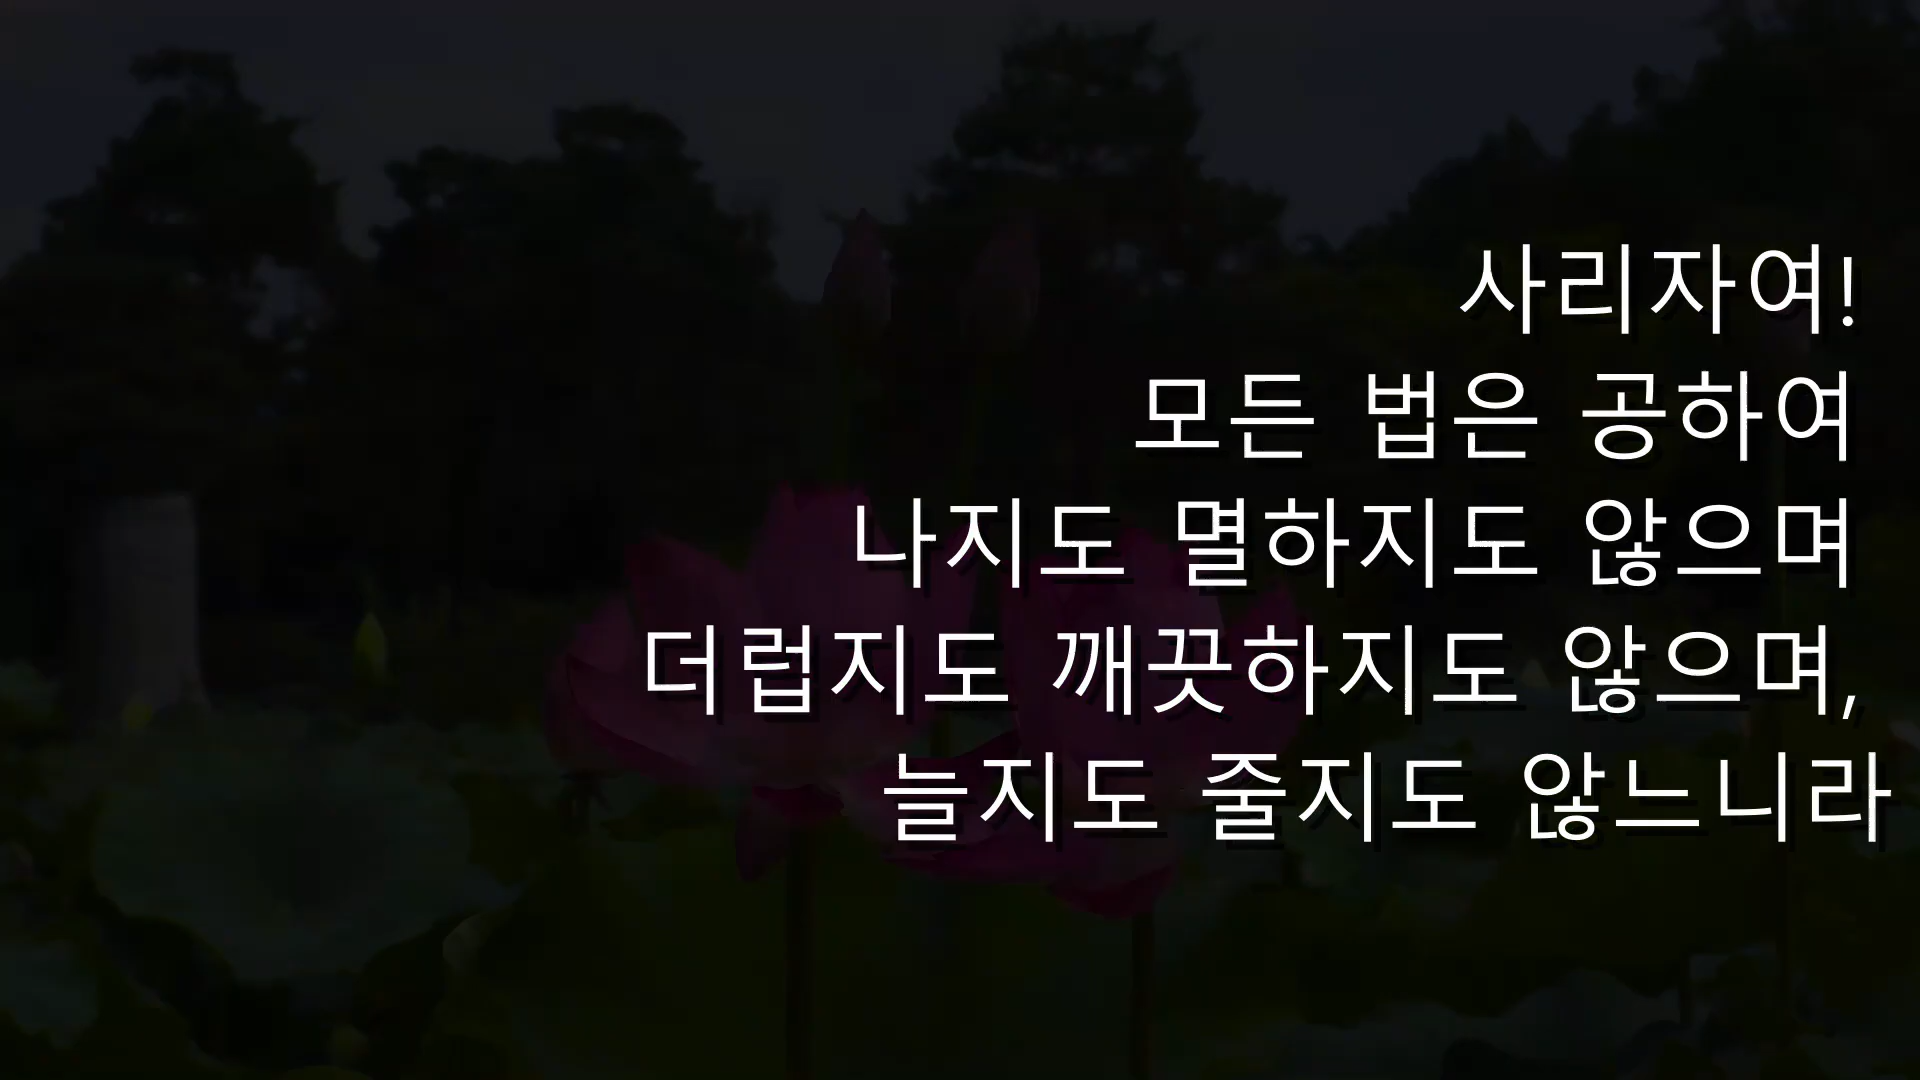 사리자여!
모든 법은 공하여
나지도 멸하지도 않으며
더럽지도 깨끗하지도 않으며,
늘지도 줄지도 않느니라